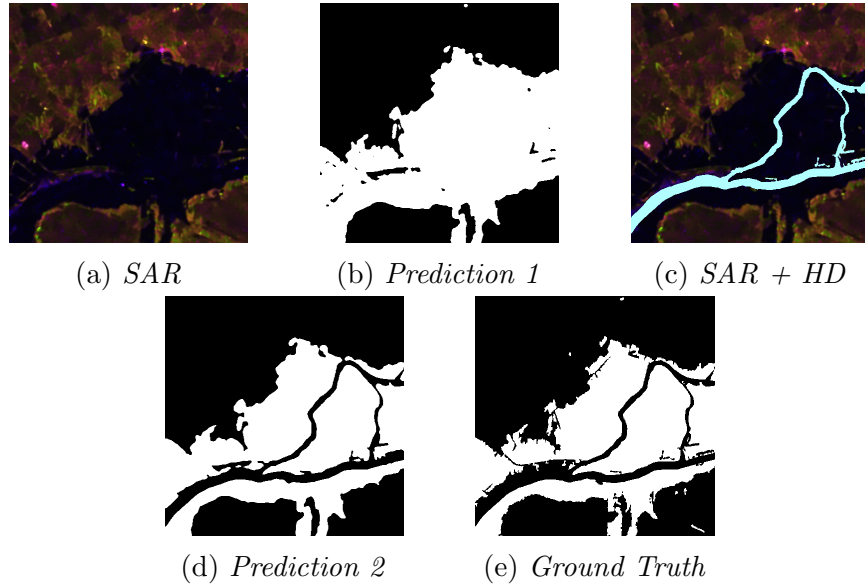 (a) SAR
(b) Prediction 1
(c) SAR + HD
(d) Prediction 2
(e) Ground Truth